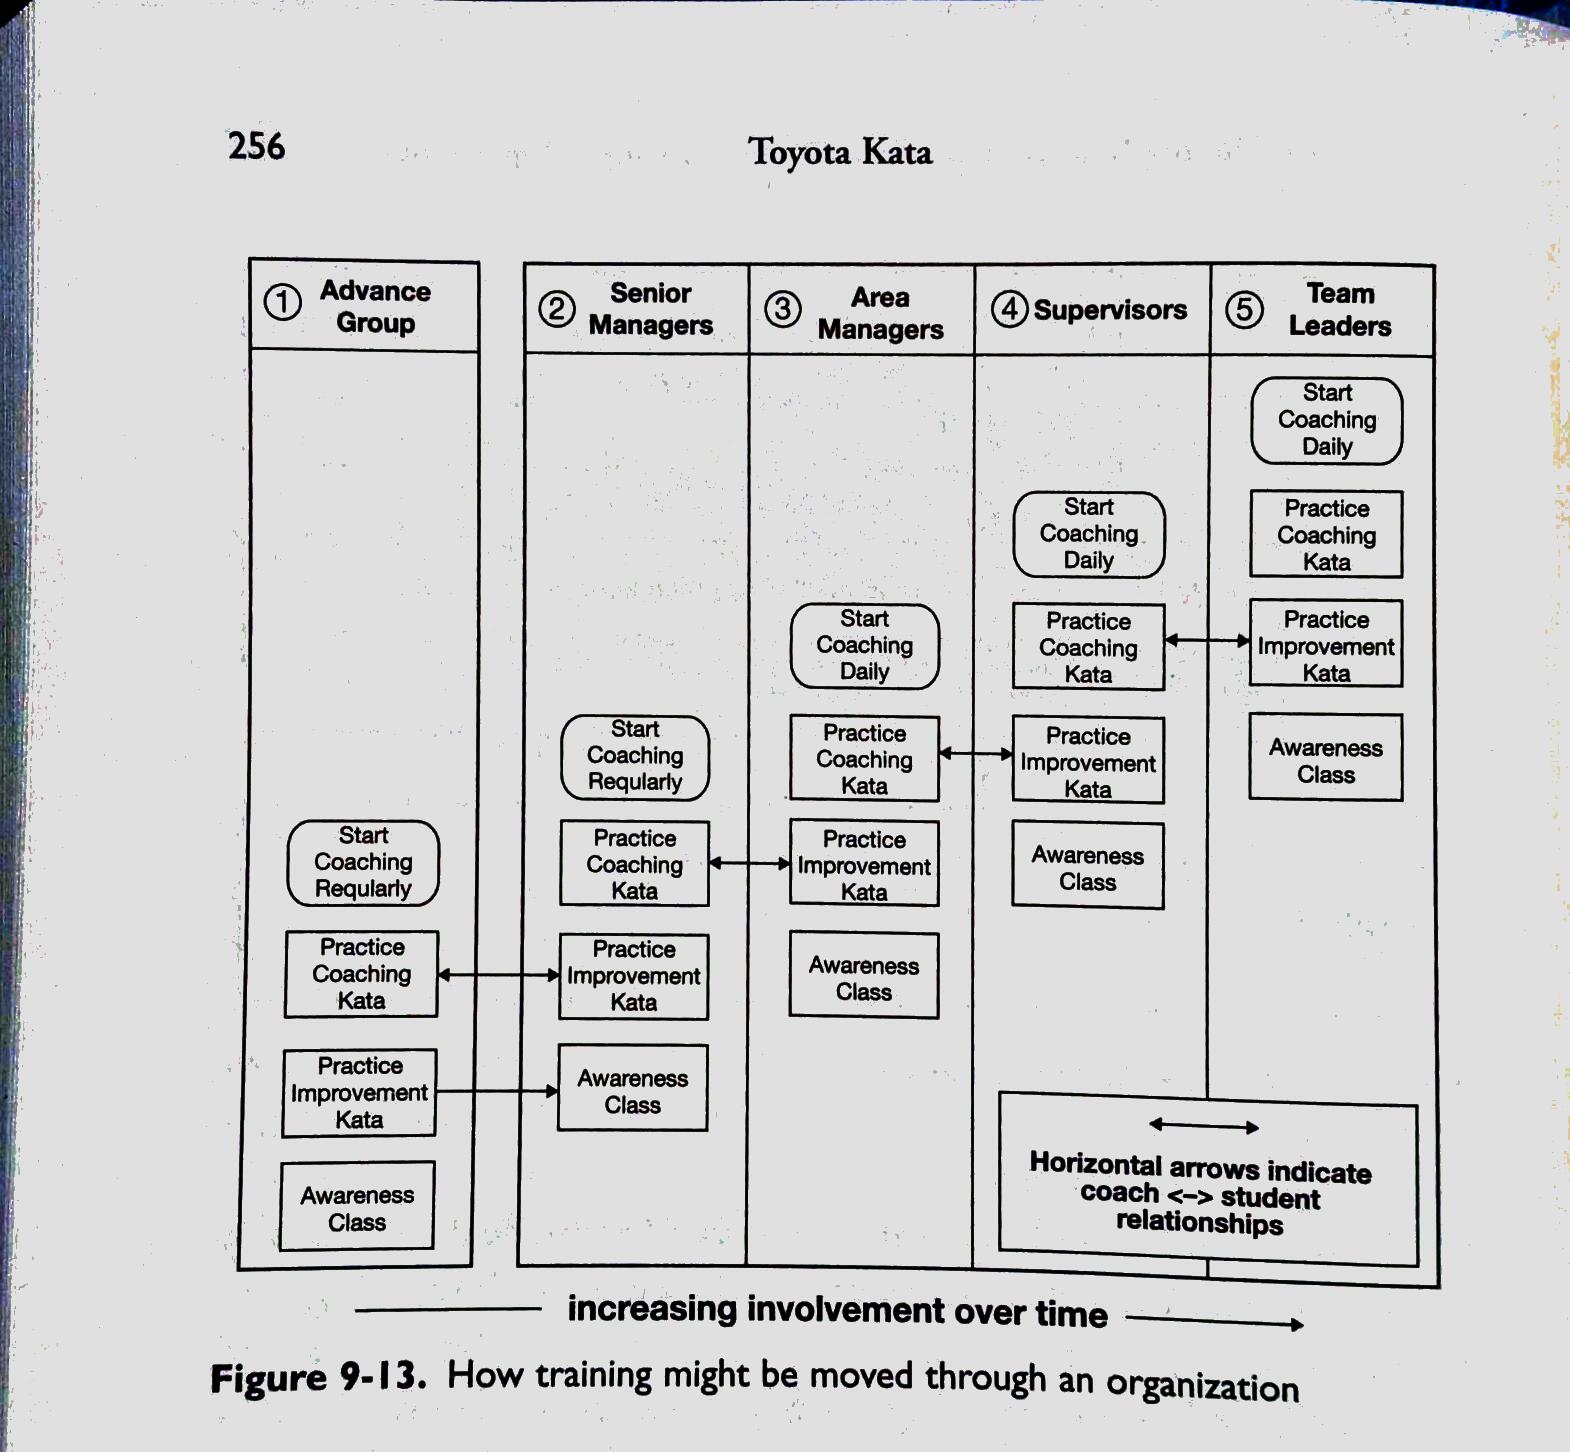 256
Toyota Kata
① Advance
Group
② Senior
Managers
③ Area
Managers
④ Supervisors
⑤ Team
Leaders
Start
Coaching
Reqularly
Practice
Coaching
Kata
Practice
Improvement
Kata
Awareness
Class
Start
Coaching
Reqularly
Practice
Coaching
Kata
Practice
Improvement
Kata
Awareness
Class
Start
Coaching
Daily
Practice
Coaching
Kata
Practice
Improvement
Kata
Awareness
Class
Start
Coaching
Daily
Practice
Coaching
Kata
Practice
Improvement
Kata
Awareness
Class
Start
Coaching
Daily
Practice
Coaching
Kata
Practice
Improvement
Kata
Awareness
Class
Horizontal arrows indicate
coach <-> student
relationships
increasing involvement over time
Figure 9-13. How training might be moved through an organization